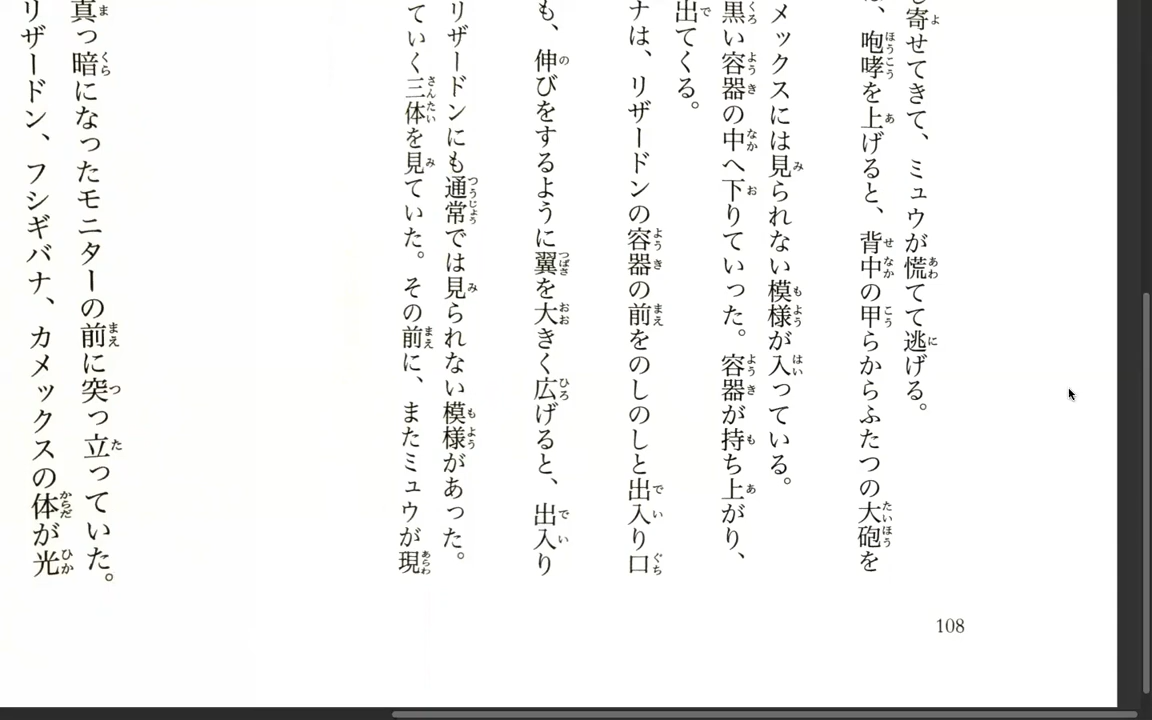 寄せてきて、ミュウが慌てて逃げる。
、咆哮を上げると、背中の甲らからふたつの大砲を
メックスには見られない模様が入っている。
黒い容器の中へ下りていった。容器が持ち上がり、
出てくる。
ナは、リザードンの容器の前をのしのしと出入り口
も、伸びをするように翼を大きく広げると、出入り
リザードンにも通常では見られない模様があった。
ていく三体を見ていた。その前に、またミュウが現
真っ暗になったモニターの前に突っ立っていた。
リザードン、フシギバナ、カメックスの体が光
108